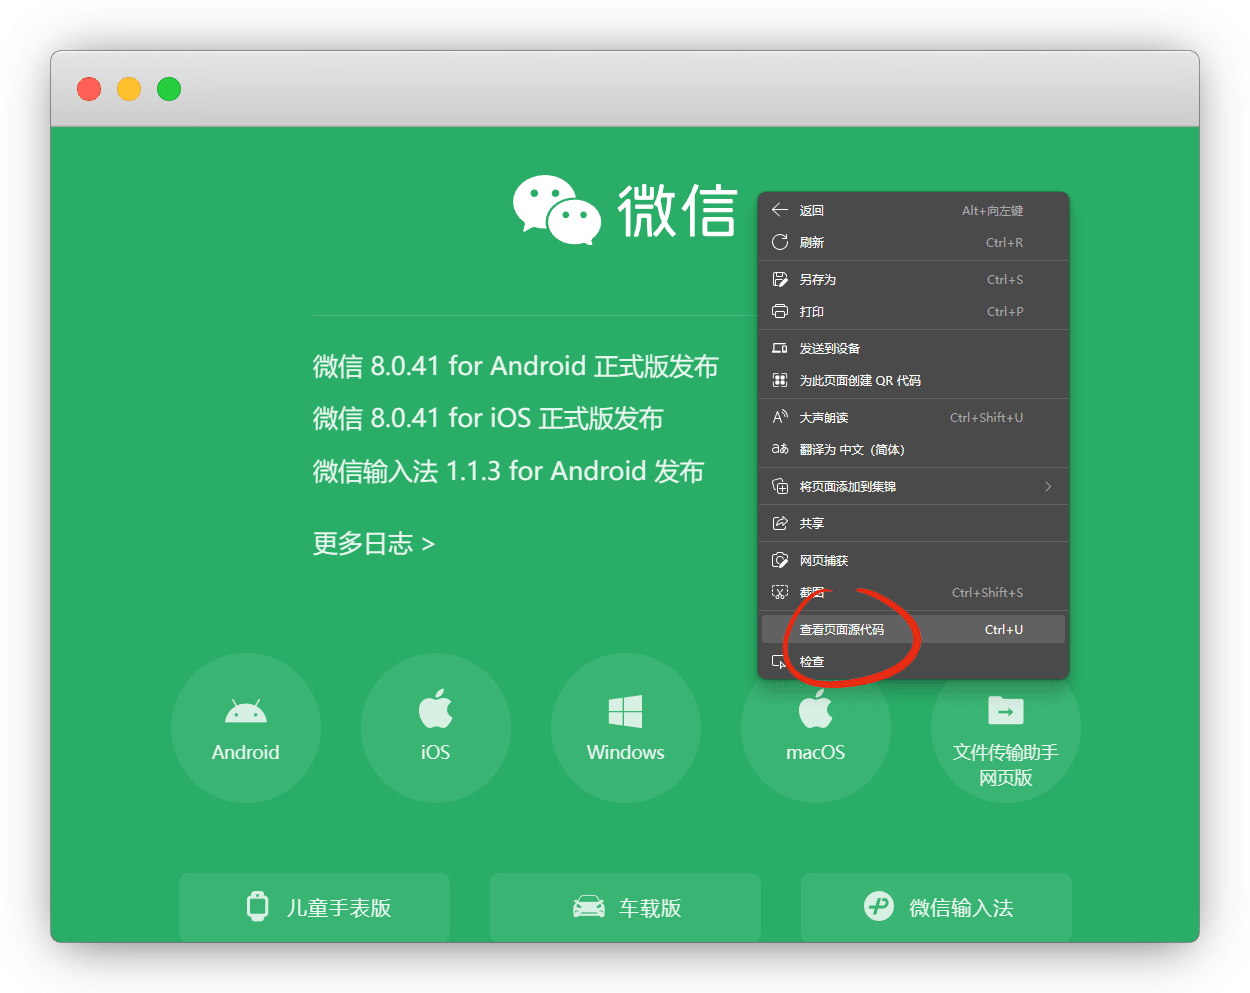 微信
微信 8.0.41 for Android 正式版发布
微信 8.0.41 for iOS 正式版发布
微信输入法 1.1.3 for Android 发布
更多日志 >
返回 Alt+向左键
刷新 Ctrl+R
另存为 Ctrl+S
打印 Ctrl+P
发送到设备
为此页面创建 QR 代码
大声朗读 Ctrl+Shift+U
翻译为 中文（简体）
将页面添加到集锦
共享
网页捕获
截图 Ctrl+Shift+S
查看页面源代码 Ctrl+U
检查
Android
iOS
Windows
macOS
文件传输助手
网页版
儿童手表版
车载版
微信输入法